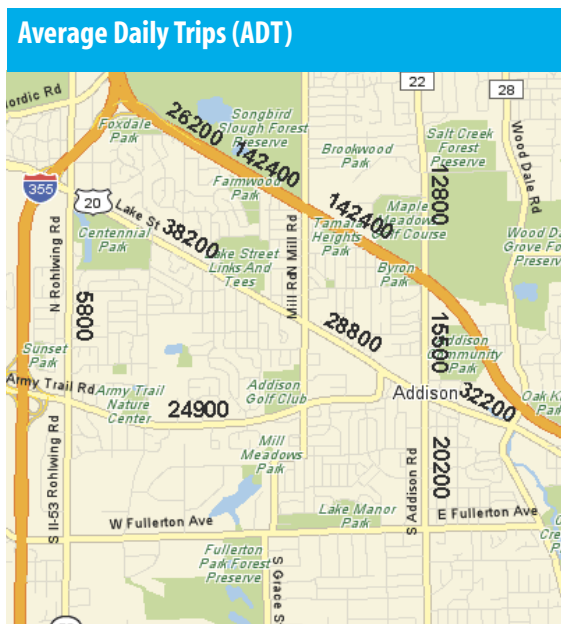 Average Daily Trips (ADT)
22
28
ordic Rd
Foxdale
Park
26200
142400
Songbird
Slough Forest
Preserve
Brookwood
Park
Salt Creek
Forest
Preserve
Wood Dale Rd
355
20
Lake St
38200
Farmwood
Park
142400
12800
Maple
Meadows
Golf Course
Centennial
Park
N Rohlwing Rd
Lake Street
Links And
Tees
N Mill Rd
Mill Rd
Tamarac
Heights
Park
Byron
Park
Wood Da
Grove Fo
Preserv
5800
28800
15500
Addison
Community
Park
Sunset
Park
Army Trail Rd
Army Trail
Nature
Center
24900
Addison
Golf Club
Addison
32200
Oak K
Park
S Il-53 Rohlwing Rd
Mill
Meadows
Park
20200
S Addison Rd
W Fullerton Ave
Lake Manor
Park
E Fullerton Ave
Fullerton
Park Forest
Preserve
S Grace S
C
Cre
P